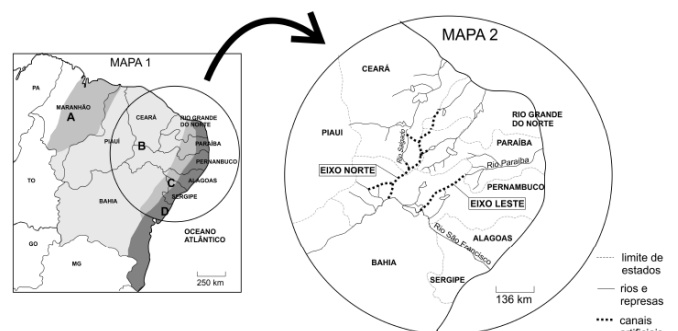 MAPA 1
PA
MARANHÃO
A
CEARÁ
RIO GRANDE
DO NORTE
PIAUÍ
B
PARAÍBA
PERNAMBUCO
TO
C
ALAGOAS
SERGIPE
BAHIA
D
OCEANO
ATLÂNTICO
GO
MG
250 km
MAPA 2
CEARÁ
RIO GRANDE
DO NORTE
PIAUI
Rio Salgado
PARAÍBA
EIXO NORTE
Rio Paraíba
PERNAMBUCO
EIXO LESTE
Rio São Francisco
ALAGOAS
BAHIA
SERGIPE
136 km
limite de
estados
rios e
represas
canais